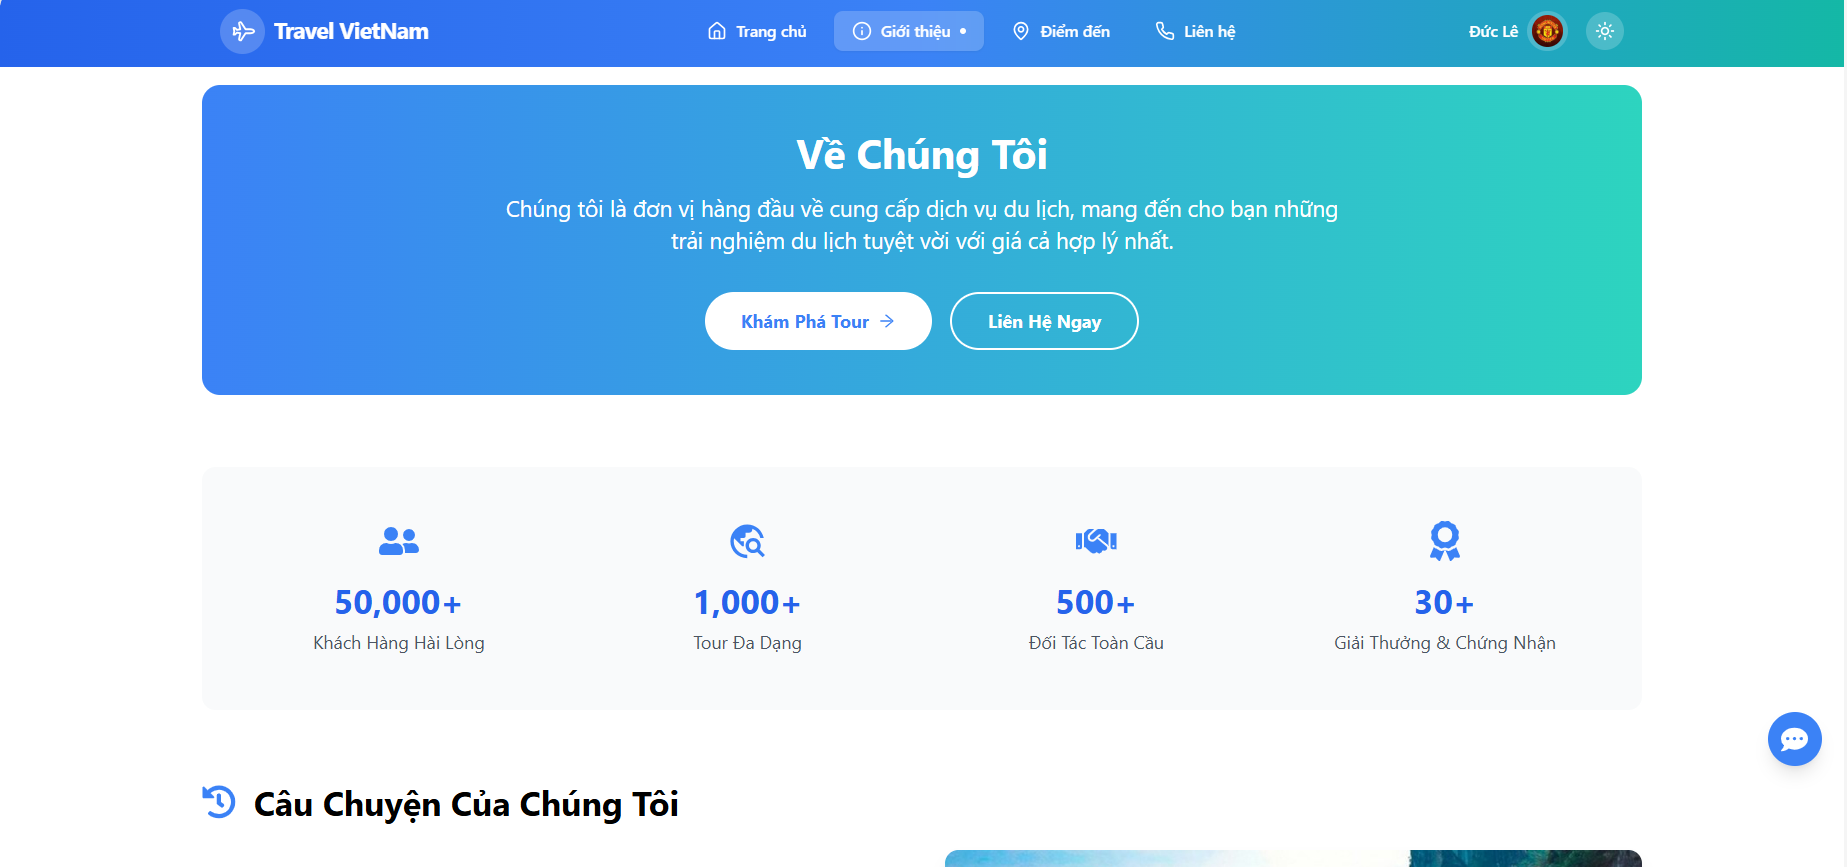 Travel VietNam
Trang chủ
Giới thiệu
Điểm đến
Liên hệ
Đức Lê
Về Chúng Tôi
Chúng tôi là đơn vị hàng đầu về cung cấp dịch vụ du lịch, mang đến cho bạn những
trải nghiệm du lịch tuyệt vời với giá cả hợp lý nhất.
Khám Phá Tour
Liên Hệ Ngay
50,000+
Khách Hàng Hài Lòng
1,000+
Tour Đa Dạng
500+
Đối Tác Toàn Cầu
30+
Giải Thưởng & Chứng Nhận
Câu Chuyện Của Chúng Tôi